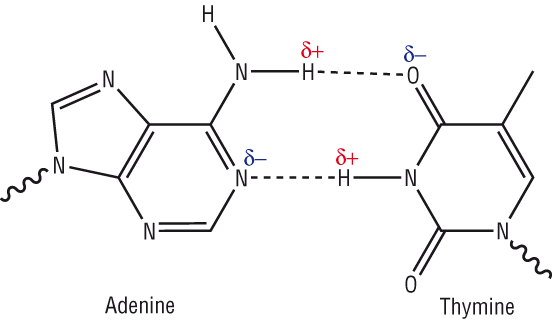 H
δ+ δ−
N H O
N
δ− δ+
N N H N
N N
O
Adenine Thymine